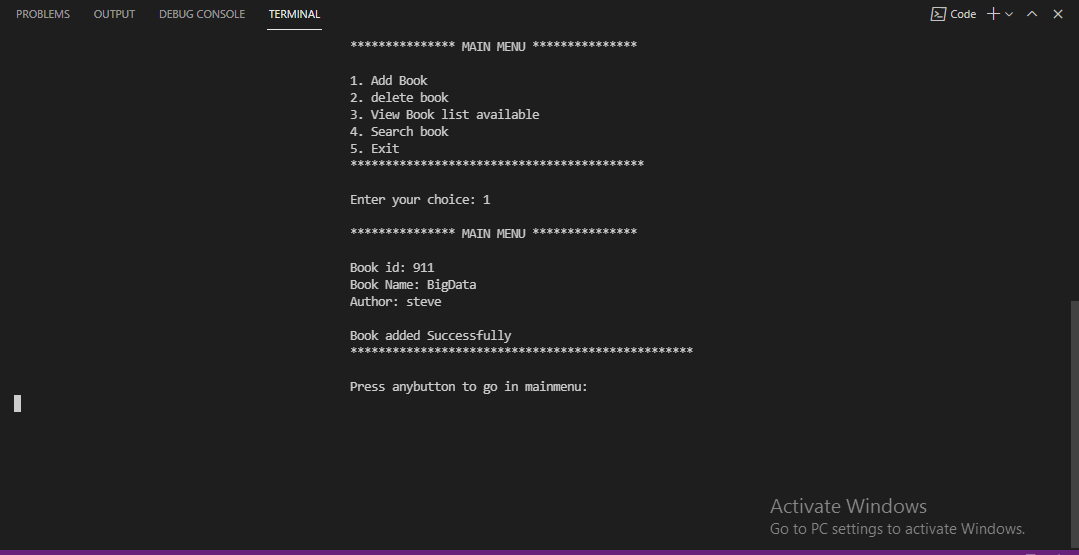 PROBLEMS OUTPUT DEBUG CONSOLE TERMINAL Code
*************** MAIN MENU ***************
1. Add Book
2. delete book
3. View Book list available
4. Search book
5. Exit
******************************************
Enter your choice: 1
*************** MAIN MENU ***************
Book id: 911
Book Name: BigData
Author: steve
Book added Successfully
*************************************************
Press anybutton to go in mainmenu:
Activate Windows
Go to PC settings to activate Windows.